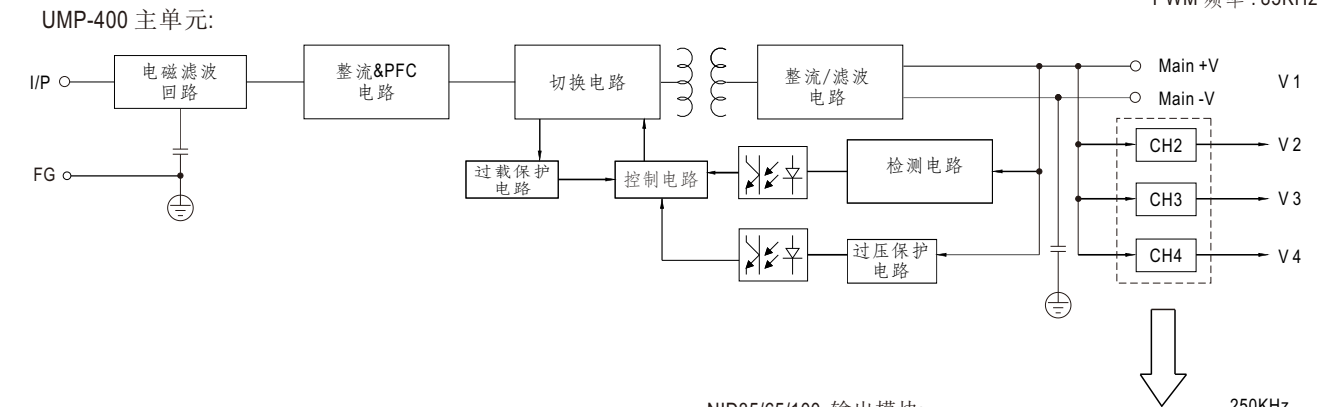 UMP-400 主单元:
I/P
电磁滤波
回路
整流&PFC
电路
切换电路
整流/滤波
电路
Main +V
Main -V
V 1
FG
过载保护
电路
控制电路
检测电路
过压保护
电路
CH2
V 2
CH3
V 3
CH4
V 4
250KHz